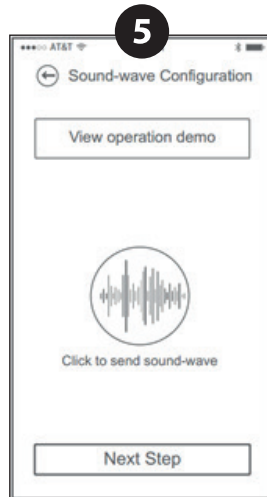 5
AT&T
Sound-wave Configuration
View operation demo
Click to send sound-wave
Next Step